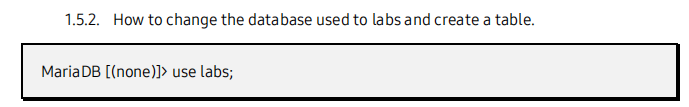 1.5.2. How to change the database used to labs and create a table.
MariaDB [(none)]> use labs;